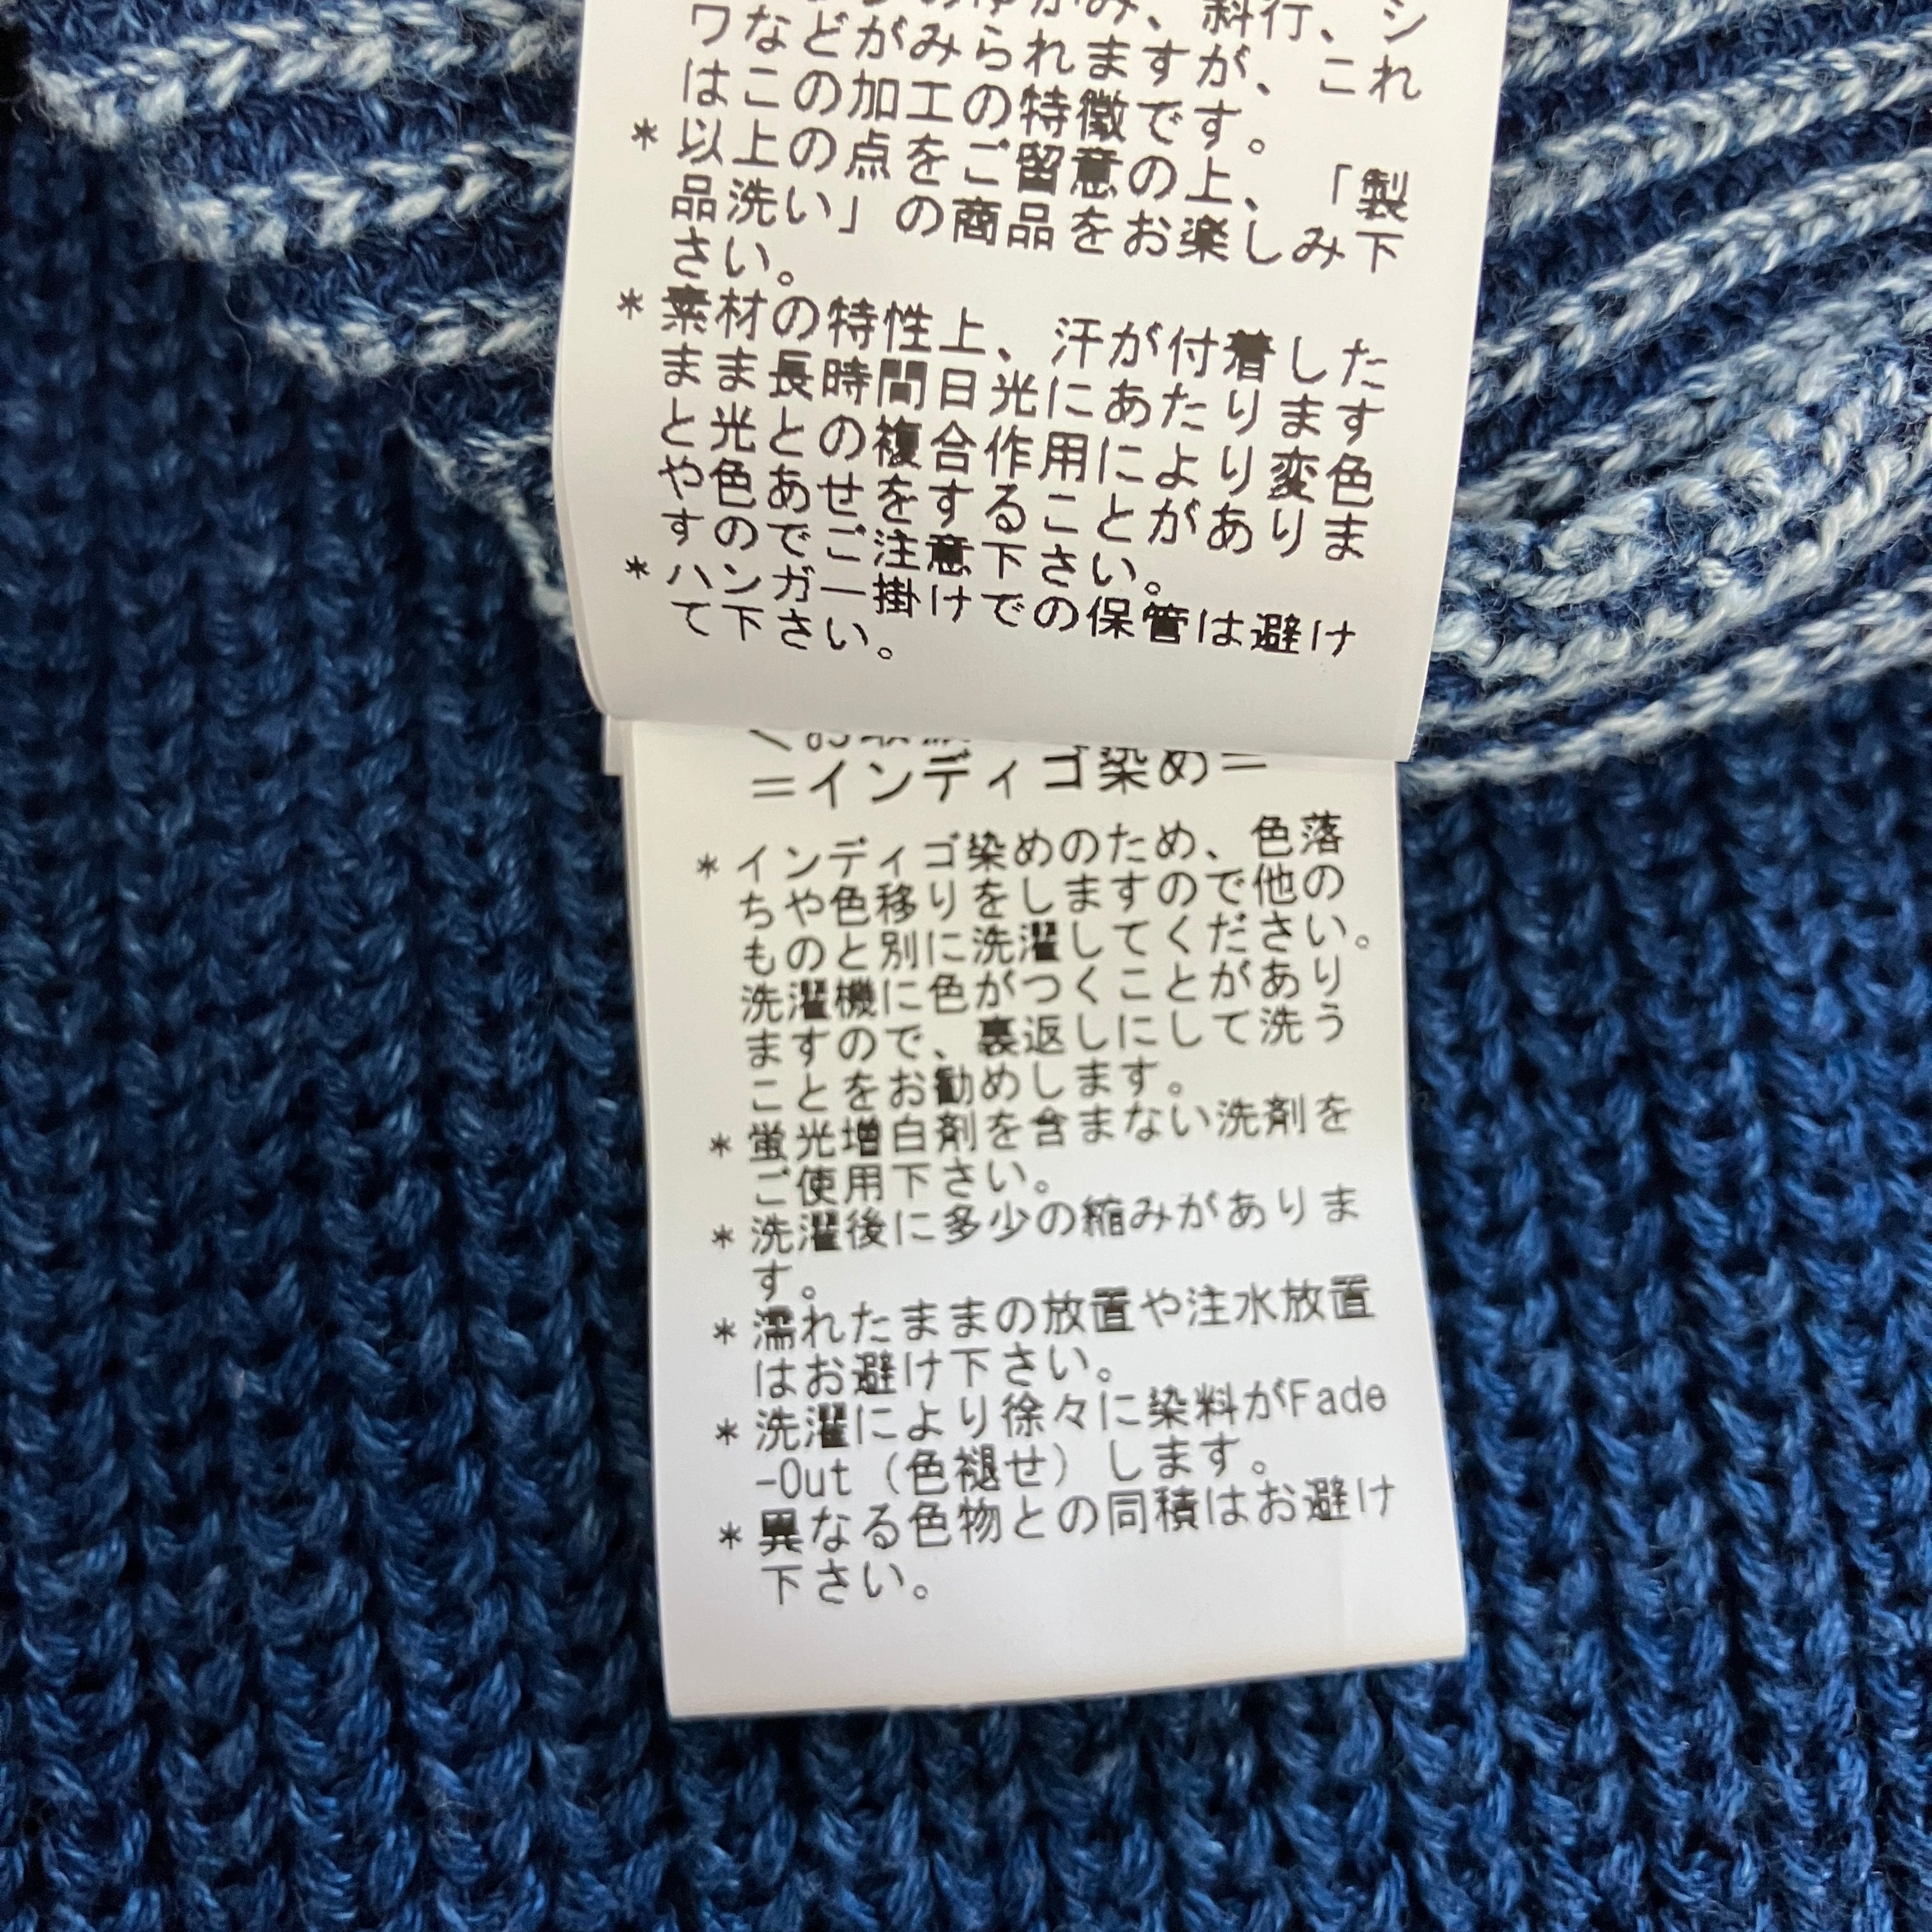 み、斜行、シ
ワなどがみられますが、これ
はこの加工の特徴です。
* 以上の点をご留意の上、「製
品洗い」の商品をお楽しみ下
さい。
* 素材の特性上、汗が付着した
まま長時間日光にあたります
と光との複合作用により変色
や色あせをすることがありま
すのでご注意下さい。
* ハンガー掛けでの保管は避け
て下さい。
=インディゴ染め=
* インディゴ染めのため、色落
ちや色移りをしますので他の
ものと別に洗濯してください。
洗濯機に色がつくことがあり
ますので、裏返しにして洗う
ことをお勧めします。
* 蛍光増白剤を含まない洗剤を
ご使用下さい。
* 洗濯後に多少の縮みがありま
す。
* 濡れたままの放置や注水放置
はお避け下さい。
* 洗濯により徐々に染料がFade
-Out（色褪せ）します。
* 異なる色物との同積はお避け
下さい。